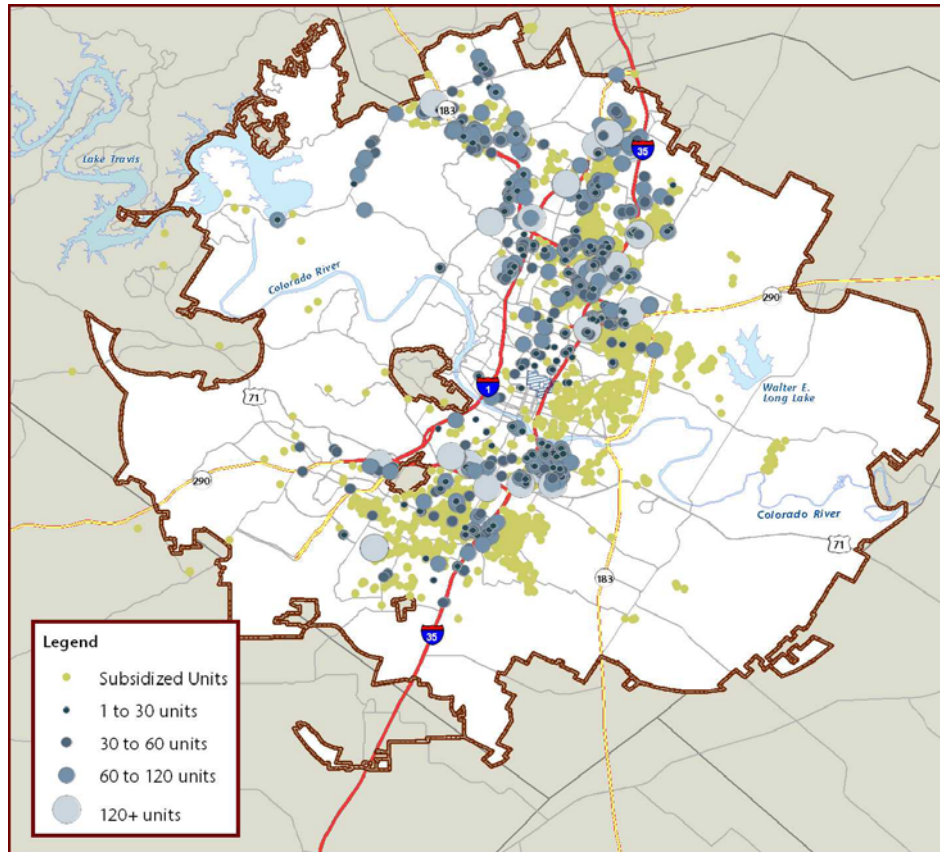 183
35
Lake Travis
Colorado River
290
1
71
Walter E.
Long Lake
290
Colorado River
71
183
35
Legend
Subsidized Units
1 to 30 units
30 to 60 units
60 to 120 units
120+ units